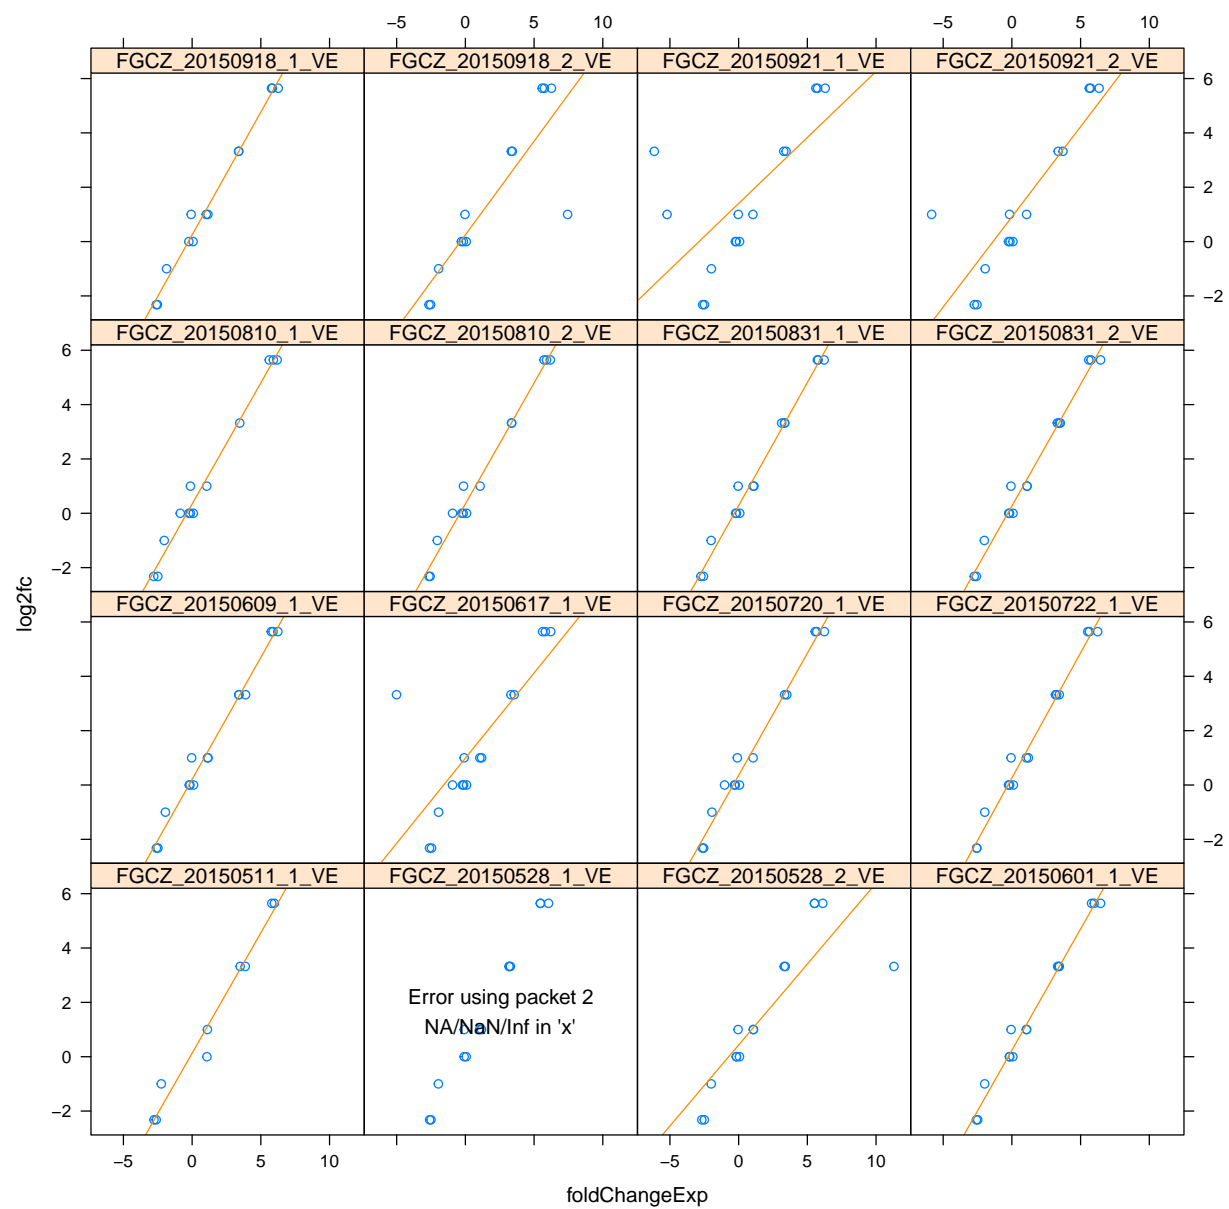 −5 0 5 10 −5 0 5 10
FGCZ_20150918_1_VE FGCZ_20150918_2_VE FGCZ_20150921_1_VE FGCZ_20150921_2_VE
6
4
2
0
−2
FGCZ_20150810_1_VE FGCZ_20150810_2_VE FGCZ_20150831_1_VE FGCZ_20150831_2_VE
6
4
2
0
−2
log2fc
FGCZ_20150609_1_VE FGCZ_20150617_1_VE FGCZ_20150720_1_VE FGCZ_20150722_1_VE
6
4
2
0
−2
FGCZ_20150511_1_VE FGCZ_20150528_1_VE FGCZ_20150528_2_VE FGCZ_20150601_1_VE
6
4
2
0
−2
Error using packet 2
NA/NaN/Inf in 'x'
−5 0 5 10 −5 0 5 10
foldChangeExp